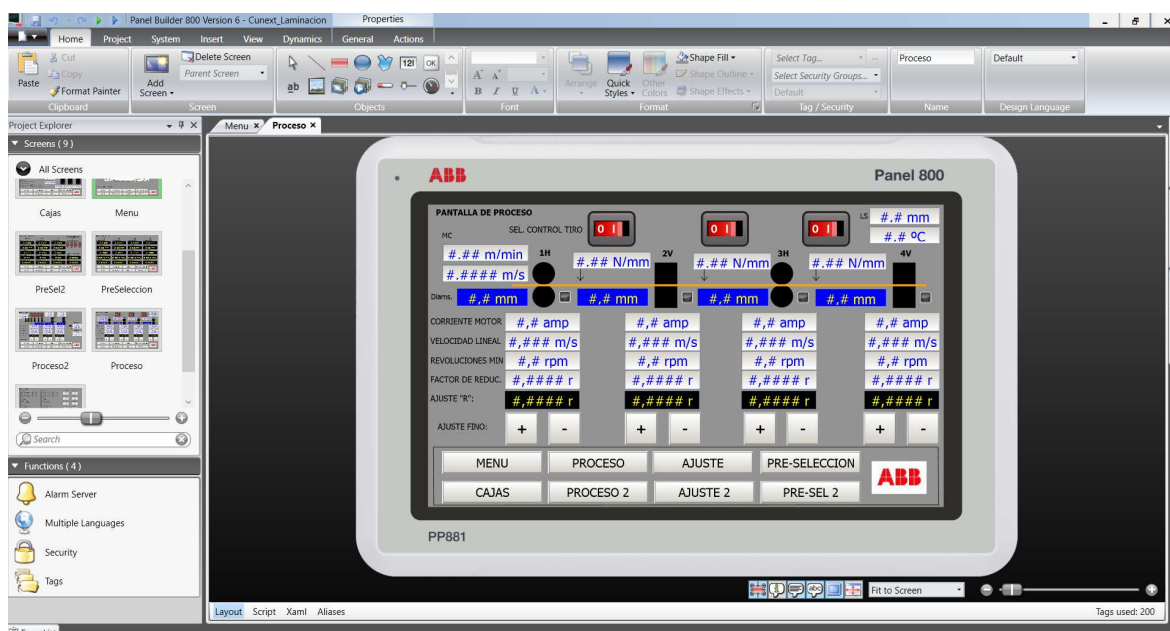 Panel Builder 800 Version 6 - Cunext_Laminacion Properties
Home Project System Insert View Dynamics General Actions
Cut
Copy
Format Painter
Paste
Clipboard
Add Screen
Delete Screen
Parent Screen
Screen
121 OK
ab
Objects
A A
B I U A
Font
Arrange Quick Styles Other Colors
Shape Fill
Shape Outline
Shape Effects
Format
Select Tag... ...
Select Security Groups...
Default
Tag / Security
Proceso
Name
Default
Design Language
Project Explorer
Menu Proceso
Screens ( 9 )
All Screens
Cajas Menu
PreSel2 PreSeleccion
Proceso2 Proceso
Search
Functions ( 4 )
Alarm Server
Multiple Languages
Security
Tags
ABB Panel 800
PANTALLA DE PROCESO
SEL. CONTROL TIRO 0 I 0 I 0 I LS #.# mm
MC #.# ºC
#.## m/min 1H #.## N/mm 2V #.## N/mm 3H #.## N/mm 4V
#.#### m/s
Diams. #,# mm #,# mm #,# mm #,# mm
CORRIENTE MOTOR #,# amp #,# amp #,# amp #,# amp
VELOCIDAD LINEAL #,### m/s #,### m/s #,### m/s #,### m/s
REVOLUCIONES MIN #,# rpm #,# rpm #,# rpm #,# rpm
FACTOR DE REDUC. #,#### r #,#### r #,#### r #,#### r
AJUSTE "R": #,#### r #,#### r #,#### r #,#### r
AJUSTE FINO: + - + - + - + -
MENU PROCESO AJUSTE PRE-SELECCION
ABB
CAJAS PROCESO 2 AJUSTE 2 PRE-SEL 2
PP881
abc Fit to Screen
Layout Script Xaml Aliases Tags used: 200